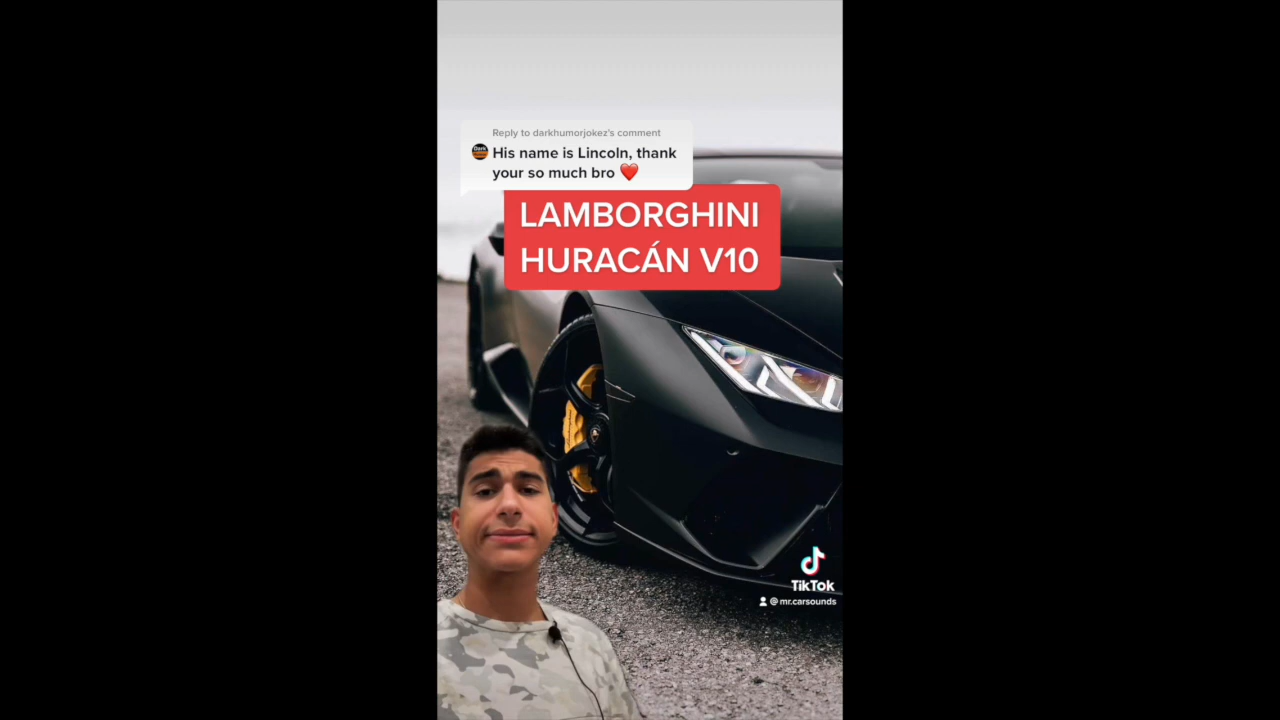 Reply to darkhumorjokez's comment
Dark
His name is Lincoln, thank
your so much bro ❤️
LAMBORGHINI
HURACÁN V10
TikTok
@ mr.carsounds